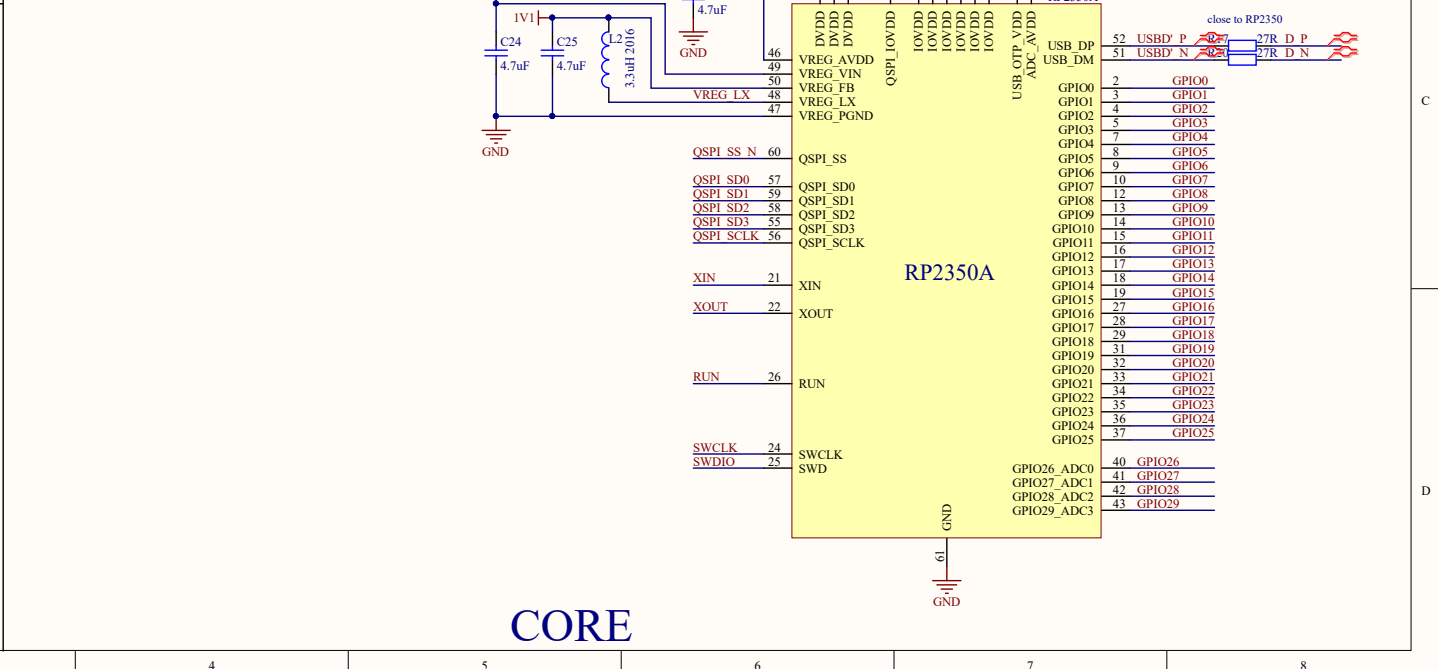 RP2350A
4.7uF
GND
1V1
C24
4.7uF
C25
4.7uF
L2
3.3uH 2016
GND
VREG_LX
46 VREG_AVDD
49 VREG_VIN
50 VREG_FB
48 VREG_LX
47 VREG_PGND
QSPI_SS_N 60 QSPI_SS
QSPI_SD0 57 QSPI_SD0
QSPI_SD1 59 QSPI_SD1
QSPI_SD2 58 QSPI_SD2
QSPI_SD3 55 QSPI_SD3
QSPI_SCLK 56 QSPI_SCLK
XIN 21 XIN
XOUT 22 XOUT
RUN 26 RUN
SWCLK 24 SWCLK
SWDIO 25 SWD
DVDD
DVDD
DVDD
QSPI_IOVDD
IOVDD
IOVDD
IOVDD
IOVDD
IOVDD
IOVDD
USB_OTP_VDD
ADC_AVDD
RP2350A
close to RP2350
USB_DP 52 USBD'_P 27R D_P
USB_DM 51 USBD'_N 27R D_N
GPIO0 2 GPIO0
GPIO1 3 GPIO1
GPIO2 4 GPIO2
GPIO3 5 GPIO3
GPIO4 7 GPIO4
GPIO5 8 GPIO5
GPIO6 9 GPIO6
GPIO7 10 GPIO7
GPIO8 12 GPIO8
GPIO9 13 GPIO9
GPIO10 14 GPIO10
GPIO11 15 GPIO11
GPIO12 16 GPIO12
GPIO13 17 GPIO13
GPIO14 18 GPIO14
GPIO15 19 GPIO15
GPIO16 27 GPIO16
GPIO17 28 GPIO17
GPIO18 29 GPIO18
GPIO19 31 GPIO19
GPIO20 32 GPIO20
GPIO21 33 GPIO21
GPIO22 34 GPIO22
GPIO23 35 GPIO23
GPIO24 36 GPIO24
GPIO25 37 GPIO25
GPIO26_ADC0 40 GPIO26
GPIO27_ADC1 41 GPIO27
GPIO28_ADC2 42 GPIO28
GPIO29_ADC3 43 GPIO29
GND
61
GND
CORE
C
D
4 5 6 7 8